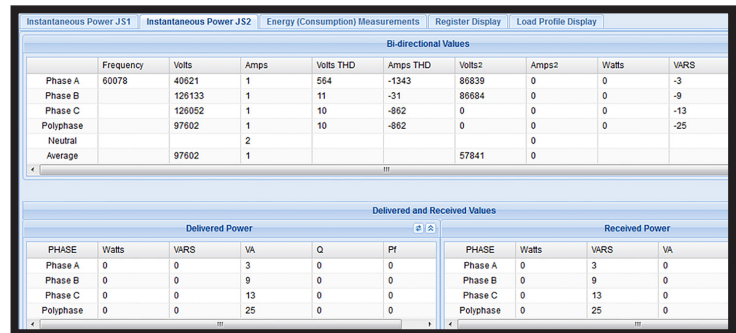 Instantaneous Power JS1 Instantaneous Power JS2 Energy (Consumption) Measurements Register Display Load Profile Display
Bi-directional Values
Frequency Volts Amps Volts THD Amps THD Volts2 Amps2 Watts VARS
Phase A 60078 40621 1 564 -1343 86839 0 0 -3
Phase B 126133 1 11 -31 86684 0 0 -9
Phase C 126052 1 10 -862 0 0 0 -13
Polyphase 97602 1 10 -862 0 0 0 -25
Neutral 2 0
Average 97602 1 57841 0
Delivered and Received Values
Delivered Power Received Power
PHASE Watts VARS VA Q Pf PHASE Watts VARS VA
Phase A 0 0 3 0 0 Phase A 0 3 0
Phase B 0 0 9 0 0 Phase B 0 9 0
Phase C 0 0 13 0 0 Phase C 0 13 0
Polyphase 0 0 25 0 0 Polyphase 0 25 0